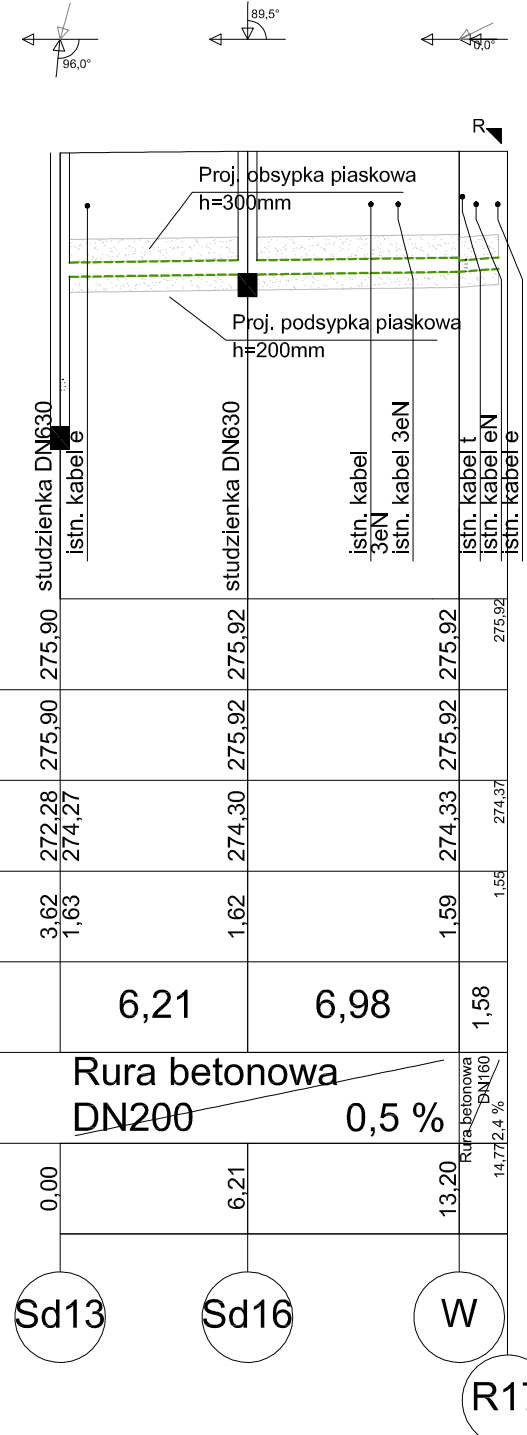 96,0°
89,5°
0,0°
R
Proj. obsypka piaskowa
h=300mm
Proj. podsypka piaskowa
h=200mm
studzienka DN630
istn. kabel e
studzienka DN630
istn. kabel
3eN
istn. kabel 3eN
istn. kabel t
istn. kabel eN
istn. kabel e
275,90
275,92
275,92
275,92
275,90
275,92
275,92
272,28
274,27
274,30
274,33
274,37
3,62
1,63
1,62
1,59
1,55
6,21
6,98
1,58
Rura betonowa
DN200
0,5 %
Rura betonowa
DN160
2,4 %
0,00
6,21
13,20
14,77
Sd13
Sd16
W
R17